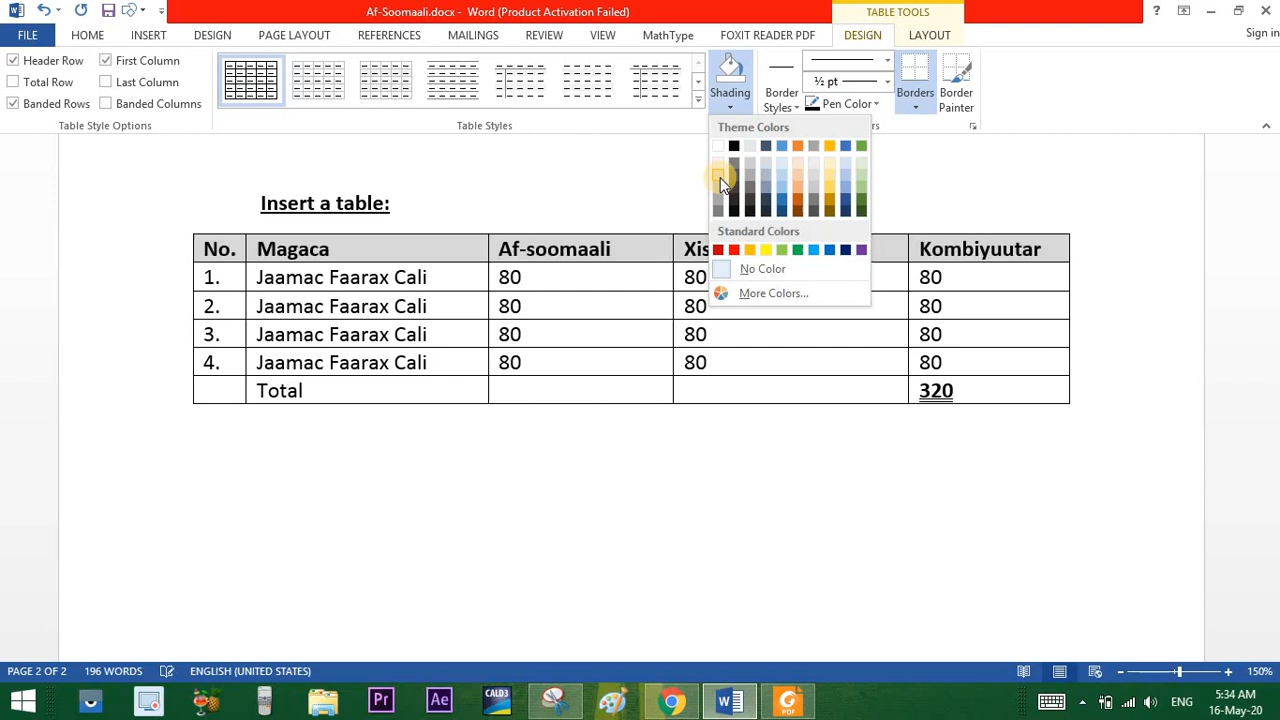 Af-Soomaali.docx - Word (Product Activation Failed)
TABLE TOOLS
FILE HOME INSERT DESIGN PAGE LAYOUT REFERENCES MAILINGS REVIEW VIEW MathType FOXIT READER PDF DESIGN LAYOUT Sign in
Header Row First Column
Total Row Last Column
Banded Rows Banded Columns
Table Style Options
Table Styles
Shading
Border Styles
½ pt
Pen Color
Borders
Border Painter
Theme Colors
Standard Colors
No Color
More Colors...
Insert a table:
No. Magaca Af-soomaali Kombiyuutar
1. Jaamac Faarax Cali 80 80 80
2. Jaamac Faarax Cali 80 80 80
3. Jaamac Faarax Cali 80 80 80
4. Jaamac Faarax Cali 80 80 80
Total 320
PAGE 2 OF 2 196 WORDS ENGLISH (UNITED STATES) 150%
Pr Ae CALD3 PDF ENG
5:34 AM
16-May-20